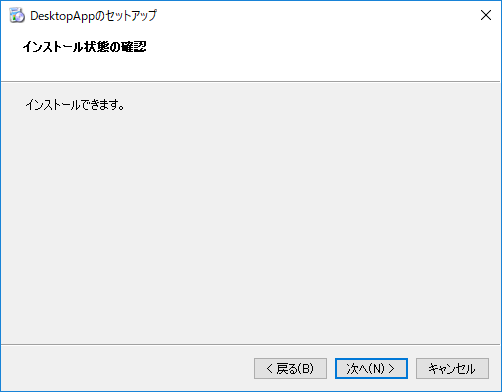 DesktopAppのセットアップ
インストール状態の確認
インストールできます。
< 戻る(B)
次へ(N) >
キャンセル